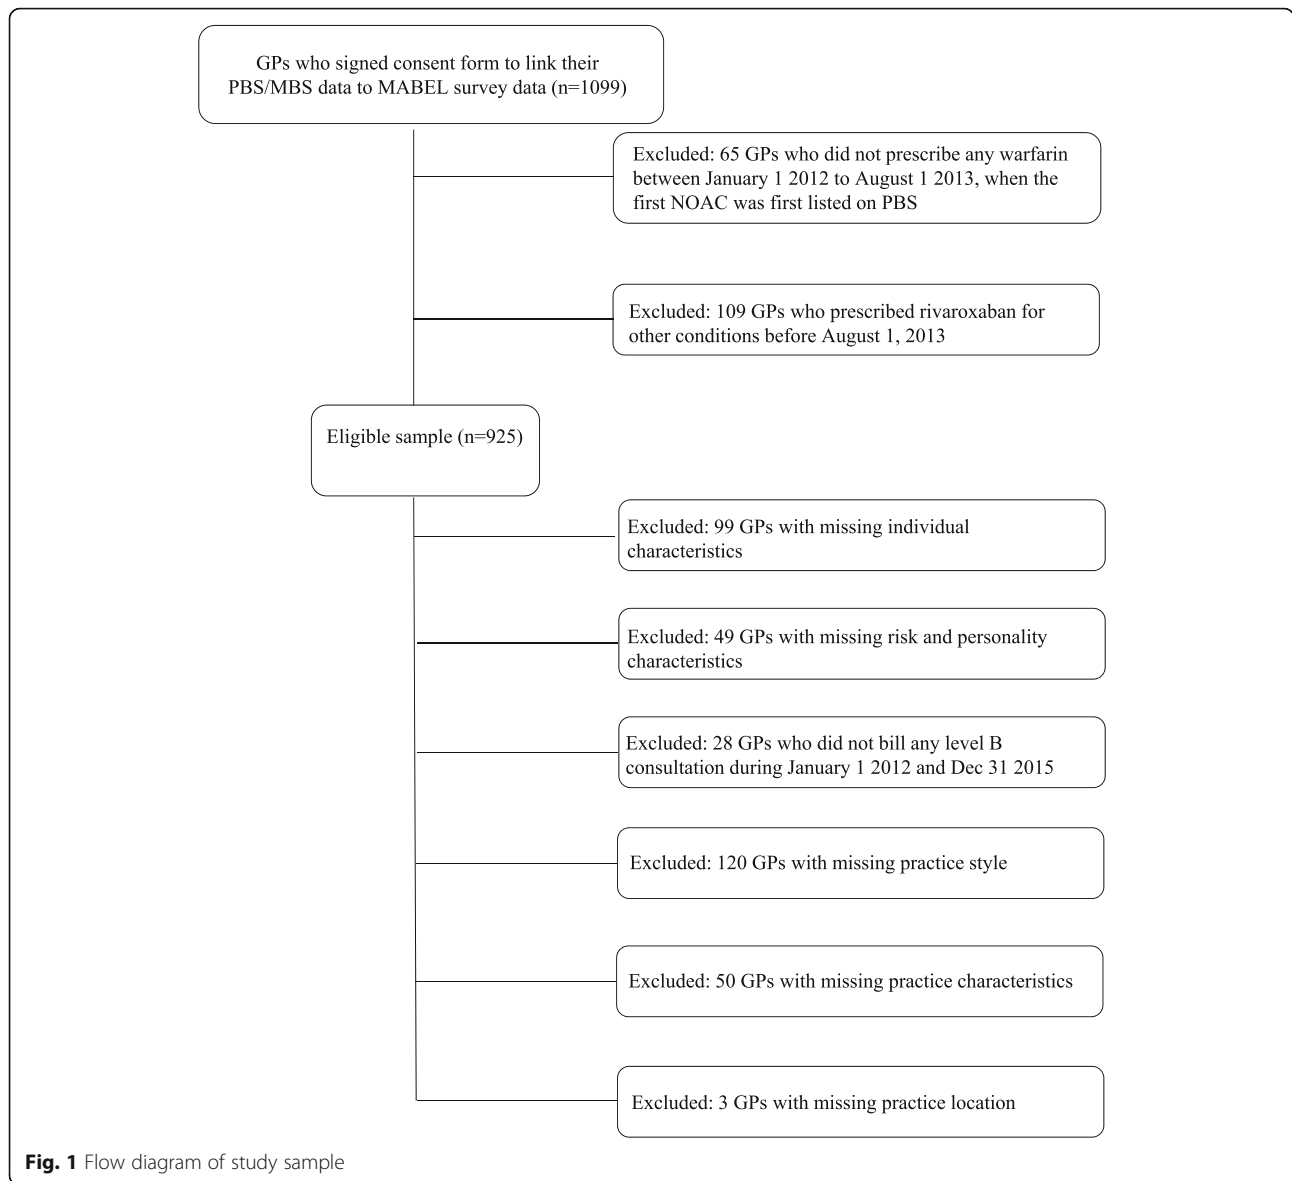 GPs who signed consent form to link their
PBS/MBS data to MABEL survey data (n=1099)
Excluded: 65 GPs who did not prescribe any warfarin
between January 1 2012 to August 1 2013, when the
first NOAC was first listed on PBS
Excluded: 109 GPs who prescribed rivaroxaban for
other conditions before August 1, 2013
Eligible sample (n=925)
Excluded: 99 GPs with missing individual
characteristics
Excluded: 49 GPs with missing risk and personality
characteristics
Excluded: 28 GPs who did not bill any level B
consultation during January 1 2012 and Dec 31 2015
Excluded: 120 GPs with missing practice style
Excluded: 50 GPs with missing practice characteristics
Excluded: 3 GPs with missing practice location
Fig. 1 Flow diagram of study sample